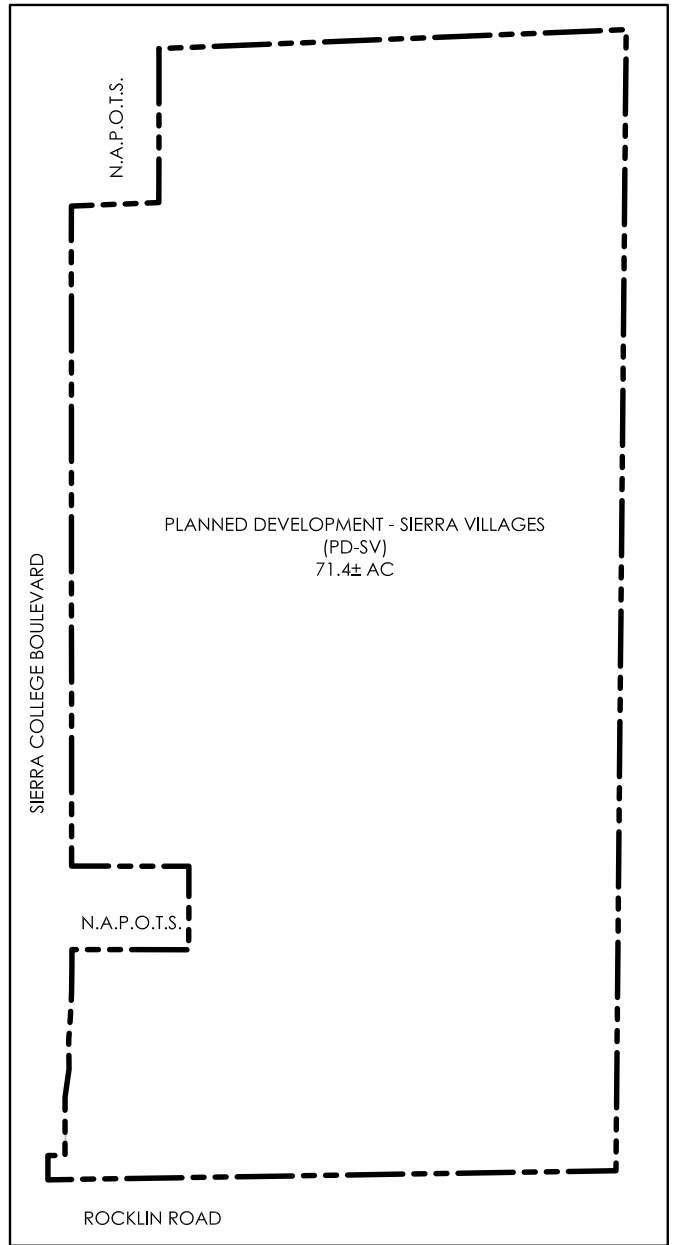 N.A.P.O.T.S.
PLANNED DEVELOPMENT - SIERRA VILLAGES
(PD-SV)
71.4± AC
SIERRA COLLEGE BOULEVARD
N.A.P.O.T.S.
ROCKLIN ROAD